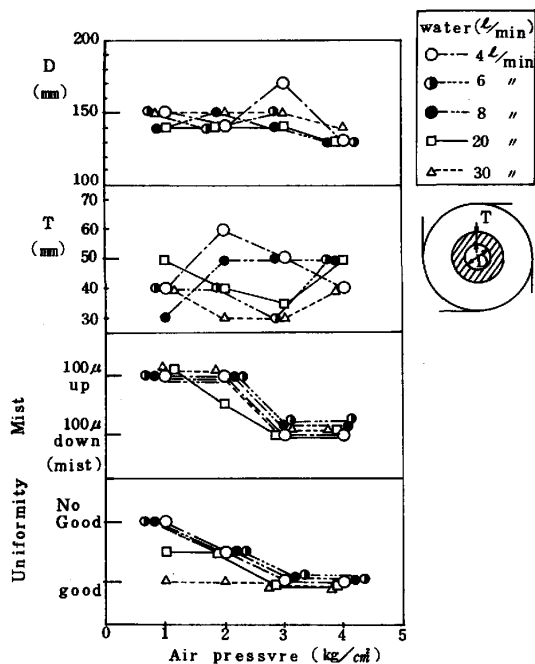 water (ℓ/min)
4 ℓ/min
6 〃
8 〃
20 〃
30 〃
200
D
(mm)
150
100
T
(mm)
70
60
50
40
30
T
D
Mist
100μ
up
100μ
down
(mist)
Uniformity
No
Good
good
0 1 2 3 4 5
Air pressvre (kg/cm²)